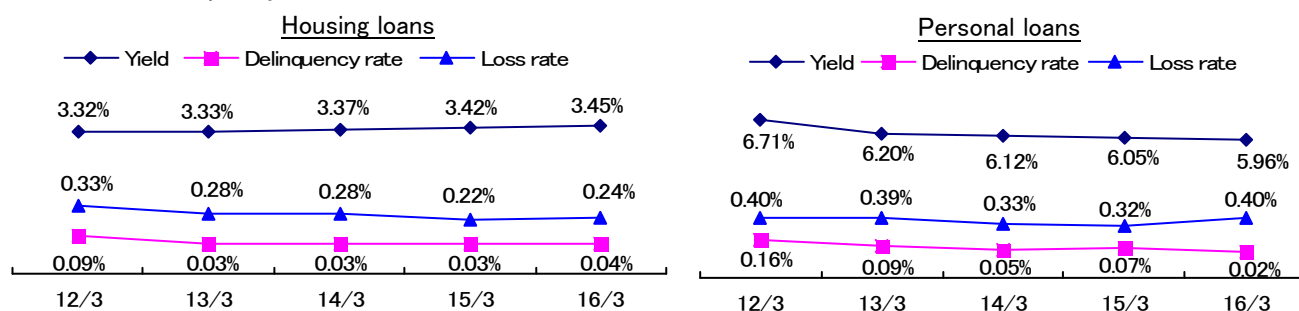 Housing loans
Yield Delinquency rate Loss rate
3.32% 3.33% 3.37% 3.42% 3.45%
0.33% 0.28% 0.28% 0.22% 0.24%
0.09% 0.03% 0.03% 0.03% 0.04%
12/3 13/3 14/3 15/3 16/3
Personal loans
Yield Delinquency rate Loss rate
6.71% 6.20% 6.12% 6.05% 5.96%
0.40% 0.39% 0.33% 0.32% 0.40%
0.16% 0.09% 0.05% 0.07% 0.02%
12/3 13/3 14/3 15/3 16/3